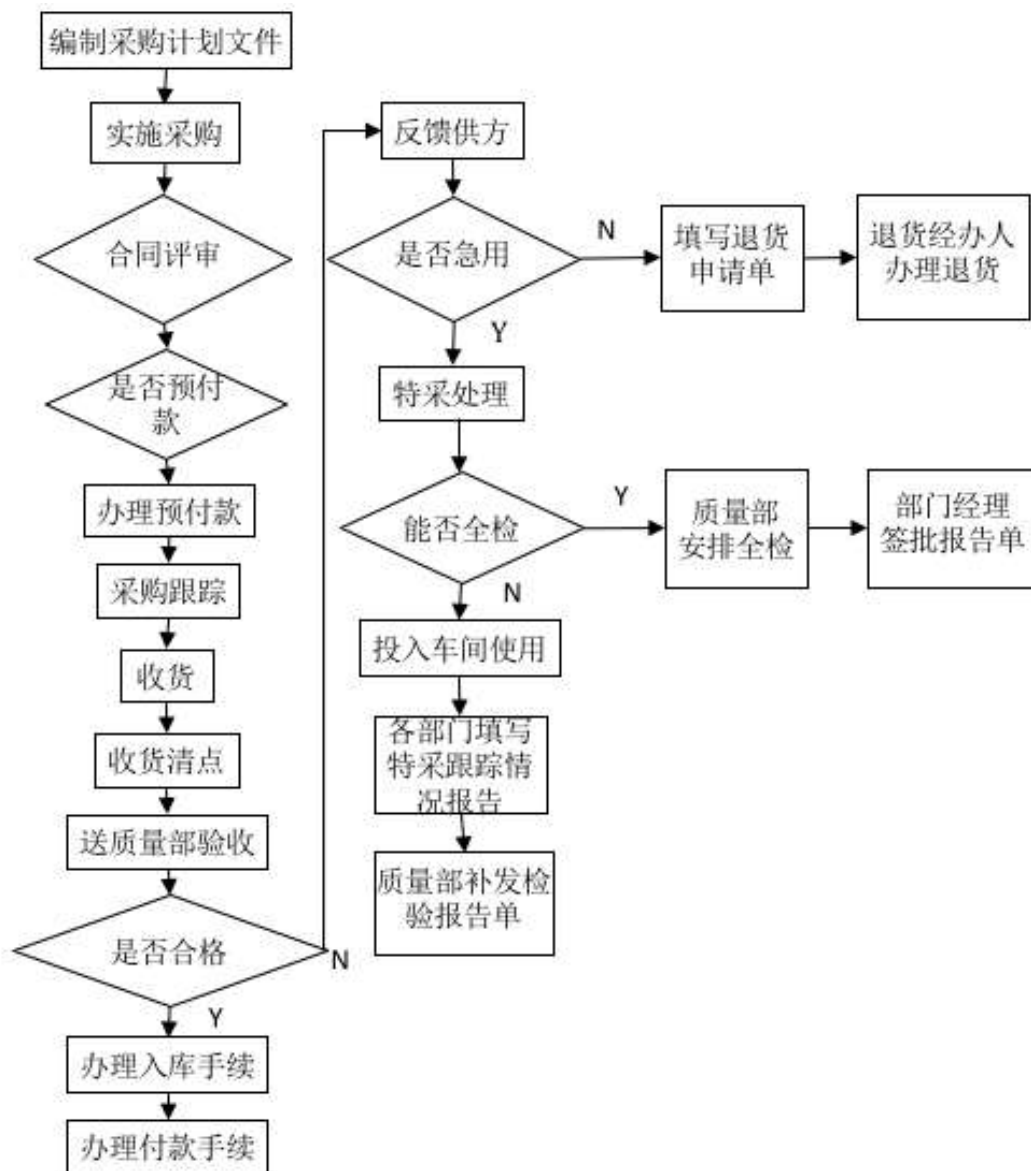 编制采购计划文件
实施采购
合同评审
是否预付
款
办理预付款
采购跟踪
收货
收货清点
送质量部验收
是否合格
N
Y
办理入库手续
办理付款手续
反馈供方
是否急用
N
填写退货
申请单
退货经办人
办理退货
Y
特采处理
能否全检
Y
质量部
安排全检
部门经理
签批报告单
N
投入车间使用
各部门填写
特采跟踪情
况报告
质量部补发检
验报告单